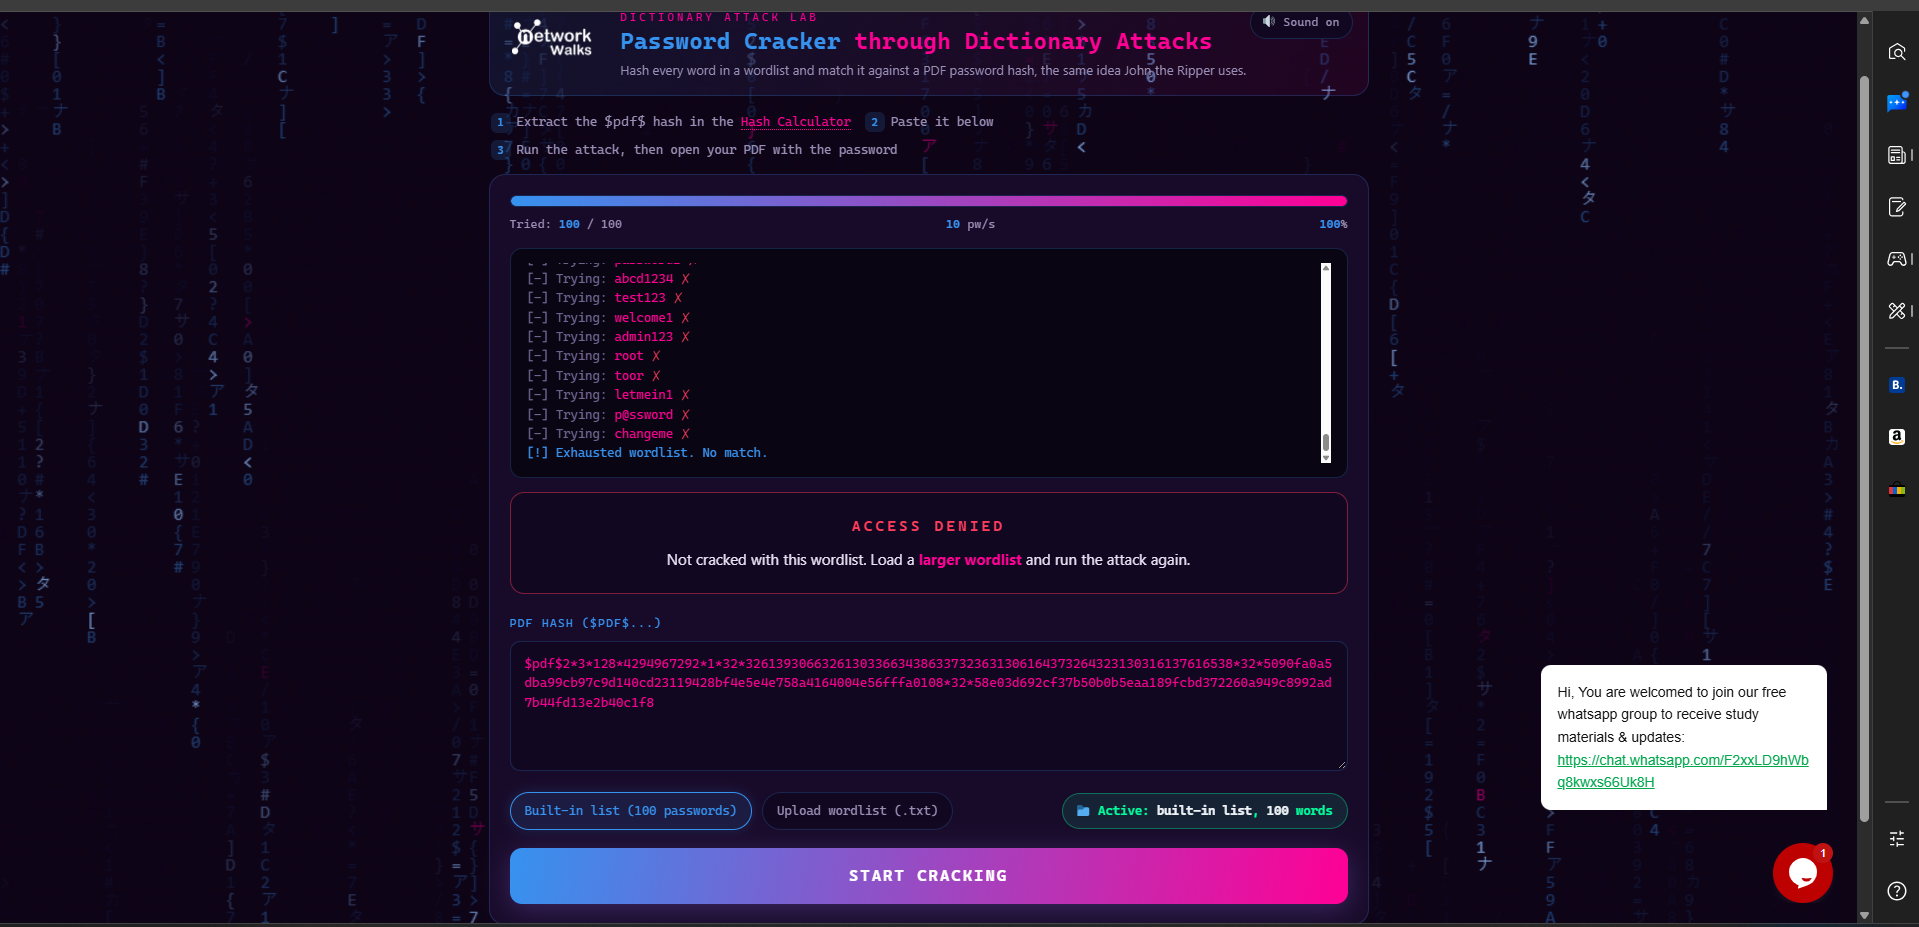 DICTIONARY ATTACK LAB
network
Walks
Password Cracker through Dictionary Attacks
Sound on
Hash every word in a wordlist and match it against a PDF password hash, the same idea John the Ripper uses.
1 Extract the $pdf$ hash in the Hash Calculator 2 Paste it below
3 Run the attack, then open your PDF with the password
Tried: 100 / 100 10 pw/s 100%
[-] Trying: abcd1234 ✗
[-] Trying: test123 ✗
[-] Trying: welcome1 ✗
[-] Trying: admin123 ✗
[-] Trying: root ✗
[-] Trying: toor ✗
[-] Trying: letmein1 ✗
[-] Trying: p@ssword ✗
[-] Trying: changeme ✗
[!] Exhausted wordlist. No match.
ACCESS DENIED
Not cracked with this wordlist. Load a larger wordlist and run the attack again.
PDF HASH ($PDF$...)
$pdf$2*3*128*4294967292*1*32*3261393066326130336634386337323631306164373264323130316137616538*32*5090fa0a5
dba99cb97c9d140cd23119428bf4e5e4e758a4164004e56fffa0108*32*58e03d692cf37b50b0b5eaa189fcbd372260a949c8992ad
7b44fd13e2b40c1f8
Built-in list (100 passwords) Upload wordlist (.txt) Active: built-in list, 100 words
START CRACKING
Hi, You are welcomed to join our free
whatsapp group to receive study
materials & updates:
https://chat.whatsapp.com/F2xxLD9hWb
q8kwxs66Uk8H
1
B.
a